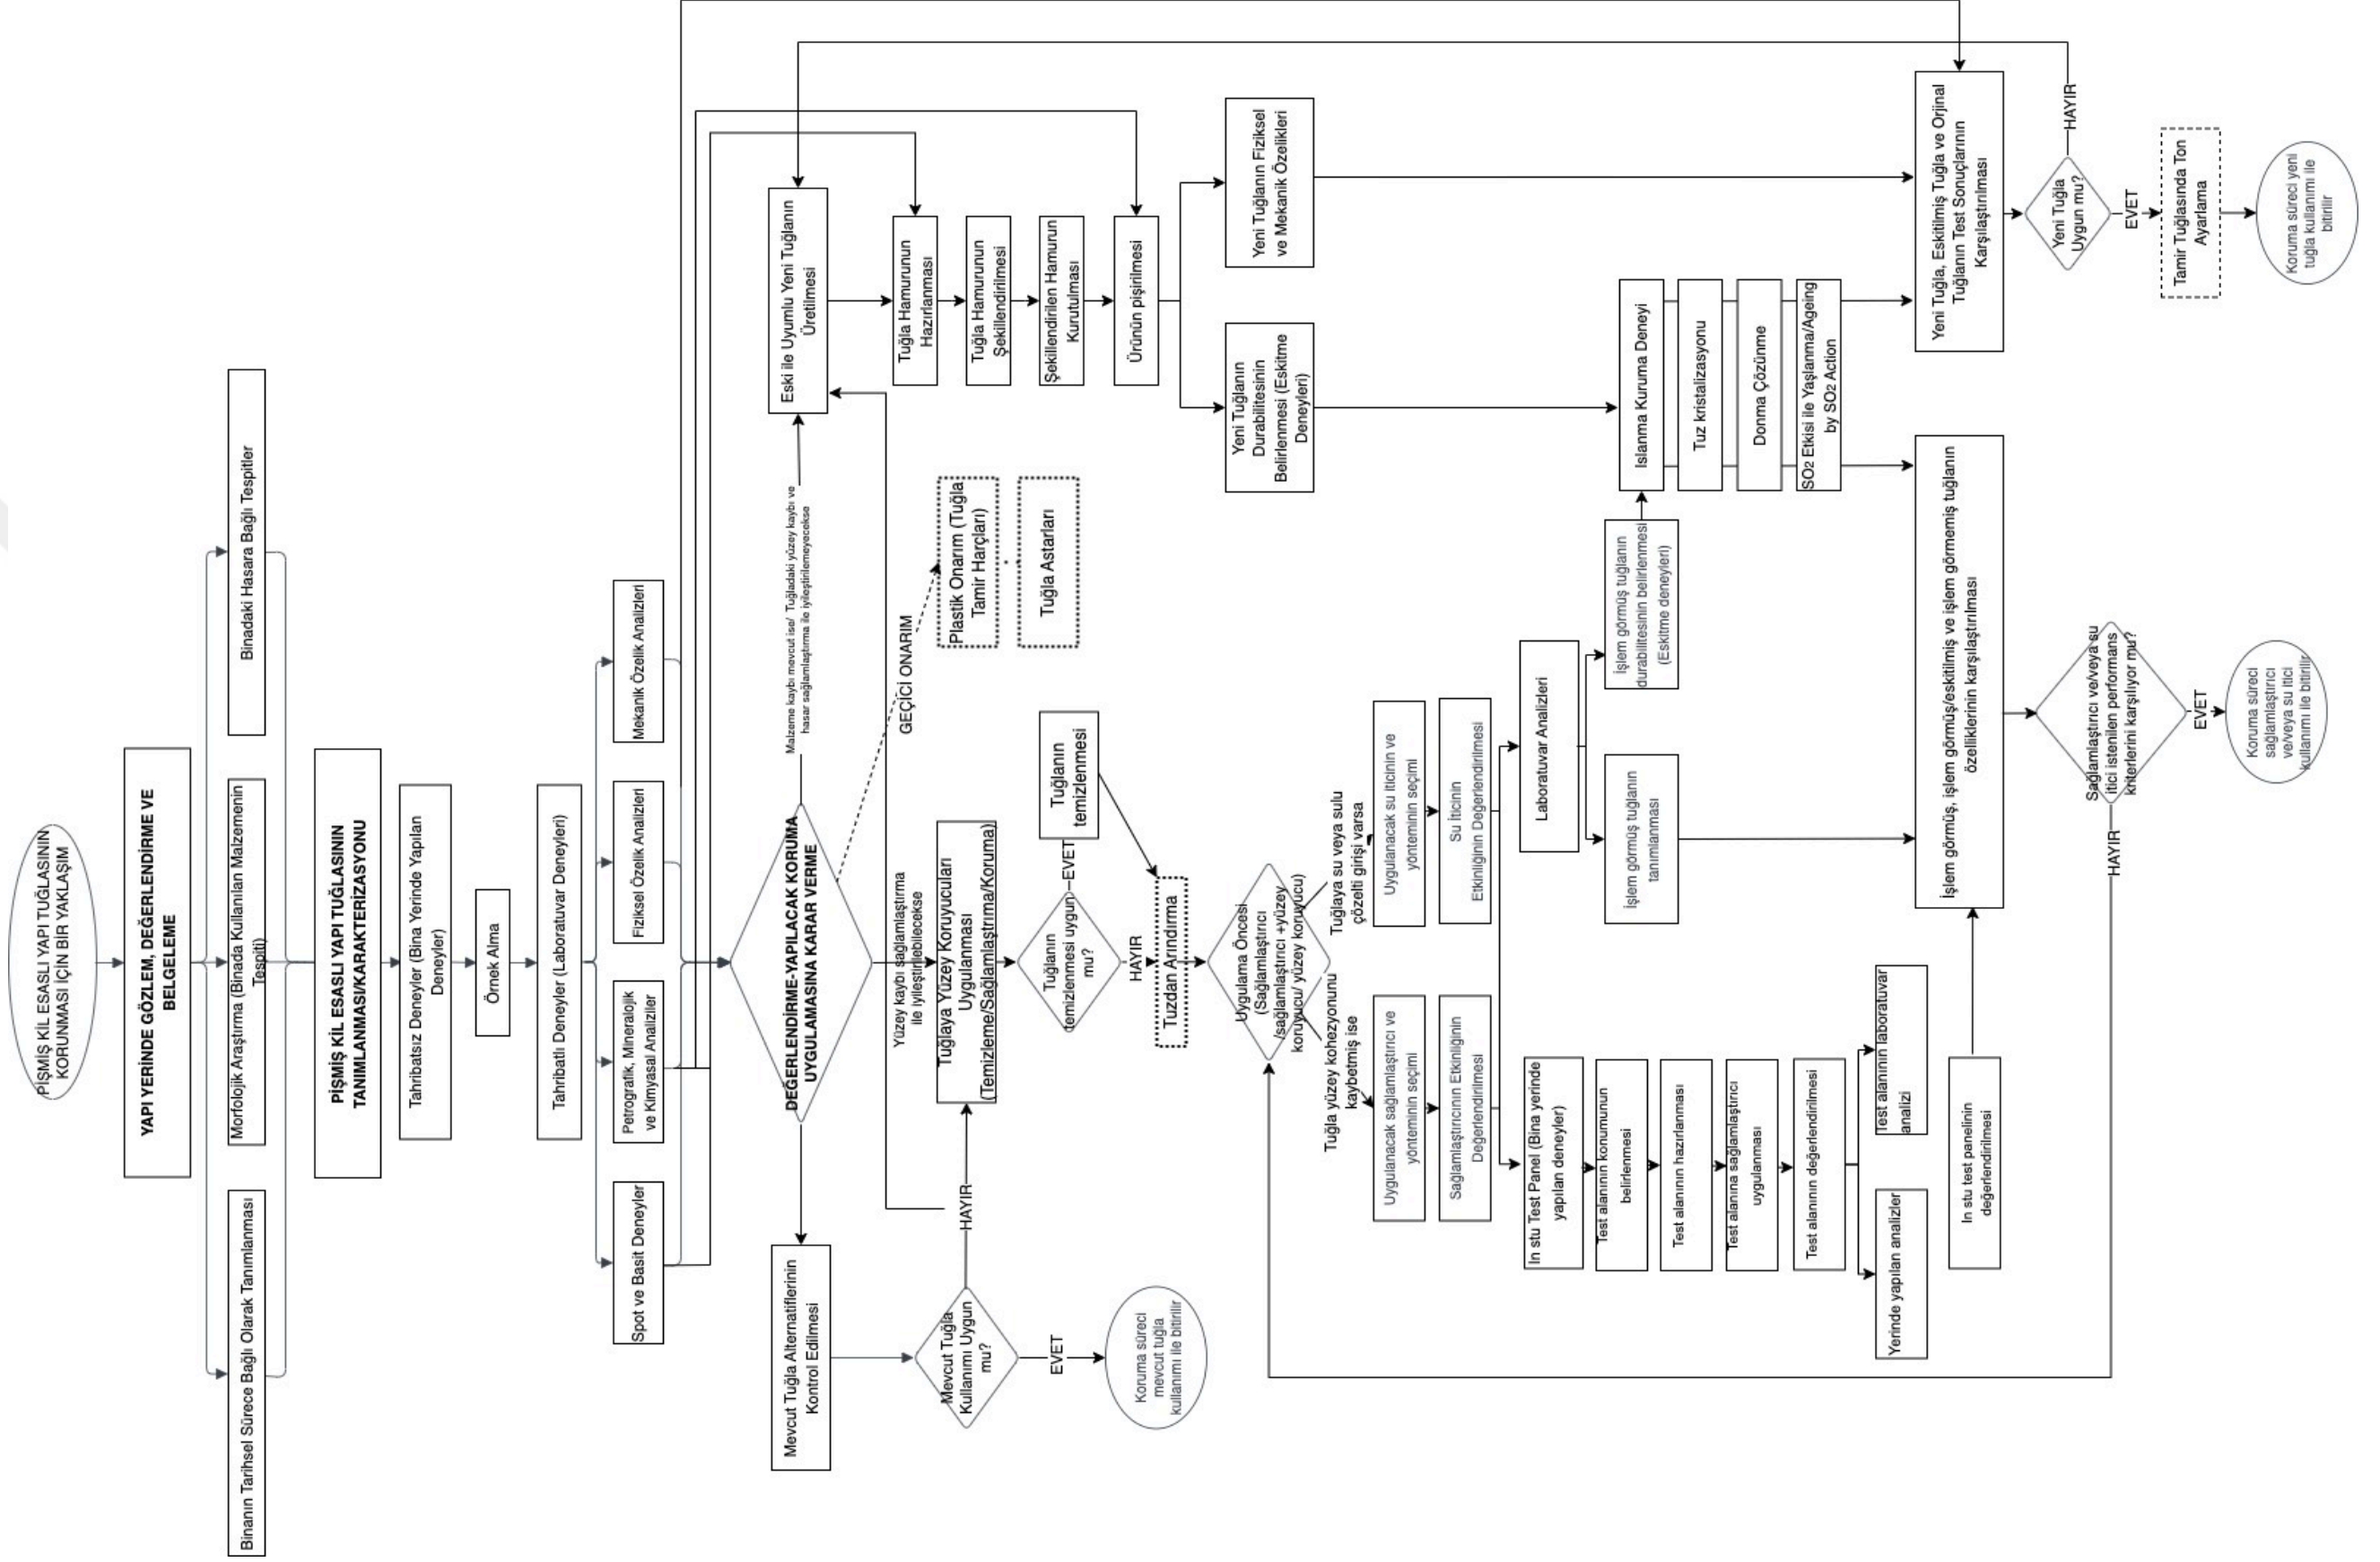 PİŞMİŞ KİL ESASLI YAPI TUĞLASININ
KORUNMASI İÇİN BİR YAKLAŞIM
YAPI YERİNDE GÖZLEM, DEĞERLENDİRME VE
BELGELEME
Binanın Tarihsel Sürece Bağlı Olarak Tanımlanması
Morfolojik Araştırma (Binada Kullanılan Malzemenin
Tespiti)
Binadaki Hasara Bağlı Tespitler
PİŞMİŞ KİL ESASLI YAPI TUĞLASININ
TANIMLANMASI/KARAKTERİZASYONU
Tahribatsız Deneyler (Bina Yerinde Yapılan
Deneyler)
Örnek Alma
Tahribatlı Deneyler (Laboratuvar Deneyleri)
Spot ve Basit Deneyler
Petrografik, Mineralojik
ve Kimyasal Analizler
Fiziksel Özelik Analizleri
Mekanik Özelik Analizleri
DEĞERLENDİRME-YAPILACAK KORUMA
UYGULAMASINA KARAR VERME
Malzeme kaybı mevcut ise/ Tuğladaki yüzey kaybı ve
hasar sağlamlaştırma ile iyileştirilemeyecekse
Mevcut Tuğla Alternatiflerinin
Kontrol Edilmesi
Mevcut Tuğla
Kullanımı Uygun
mu?
HAYIR
EVET
Koruma süreci
mevcut tuğla
kullanımı ile bitirilir
Yüzey kaybı sağlamlaştırma
ile iyileştirilebilecekse
GEÇİCİ ONARIM
Plastik Onarım (Tuğla
Tamir Harçları)
Tuğla Astarları
Tuğlaya Yüzey Koruyucuları
Uygulanması
(Temizleme/Sağlamlaştırma/Koruma)
Tuğlanın
temizlenmesi uygun
mu?
EVET
Tuğlanın
temizlenmesi
HAYIR
Tuzdan Arındırma
Uygulama Öncesi
(Sağlamlaştırıcı
/sağlamlaştırıcı +yüzey
koruyucu/ yüzey koruyucu)
Tuğla yüzey kohezyonunu
kaybetmiş ise
Tuğlaya su veya sulu
çözelti girişi varsa
Uygulanacak sağlamlaştırıcı ve
yönteminin seçimi
Sağlamlaştırıcının Etkinliğinin
Değerlendirilmesi
Uygulanacak su iticinin ve
yönteminin seçimi
Su İticinin
Etkinliğinin Değerlendirilmesi
In stu Test Panel (Bina yerinde
yapılan deneyler)
Test alanının konumunun
belirlenmesi
Test alanının hazırlanması
Test alanına sağlamlaştırıcı
uygulanması
Test alanının değerlendirilmesi
Yerinde yapılan analizler
Test alanının laboratuvar
analizi
In stu test panelinin
değerlendirilmesi
Laboratuvar Analizleri
İşlem görmüş tuğlanın
tanımlanması
İşlem görmüş tuğlanın
durabilitesinin belirlenmesi
(Eskitme deneyleri)
Eski ile Uyumlu Yeni Tuğlanın
Üretilmesi
Tuğla Hamurunun
Hazırlanması
Tuğla Hamurunun
Şekillendirilmesi
Şekillendirilen Hamurun
Kurutulması
Ürünün pişirilmesi
Yeni Tuğlanın
Durabilitesinin
Belirlenmesi (Eskitme
Deneyleri)
Yeni Tuğlanın Fiziksel
ve Mekanik Özelikleri
Islanma Kuruma Deneyi
Tuz kristalizasyonu
Donma Çözünme
SO2 Etkisi ile Yaşlanma/Ageing
by SO2 Action
İşlem görmüş, işlem görmüş/eskitilmiş ve işlem görmemiş tuğlanın
özelliklerinin karşılaştırılması
Sağlamlaştırıcı ve/veya su
itici istenilen performans
kriterlerini karşılıyor mu?
HAYIR
EVET
Koruma süreci
sağlamlaştırıcı
ve/veya su itici
kullanımı ile bitirilir
Yeni Tuğla, Eskitilmiş Tuğla ve Orjinal
Tuğlanın Test Sonuçlarının
Karşılaştırılması
Yeni Tuğla
Uygun mu?
HAYIR
EVET
Tamir Tuğlasında Ton
Ayarlama
Koruma süreci yeni
tuğla kullanımı ile
bitirilir